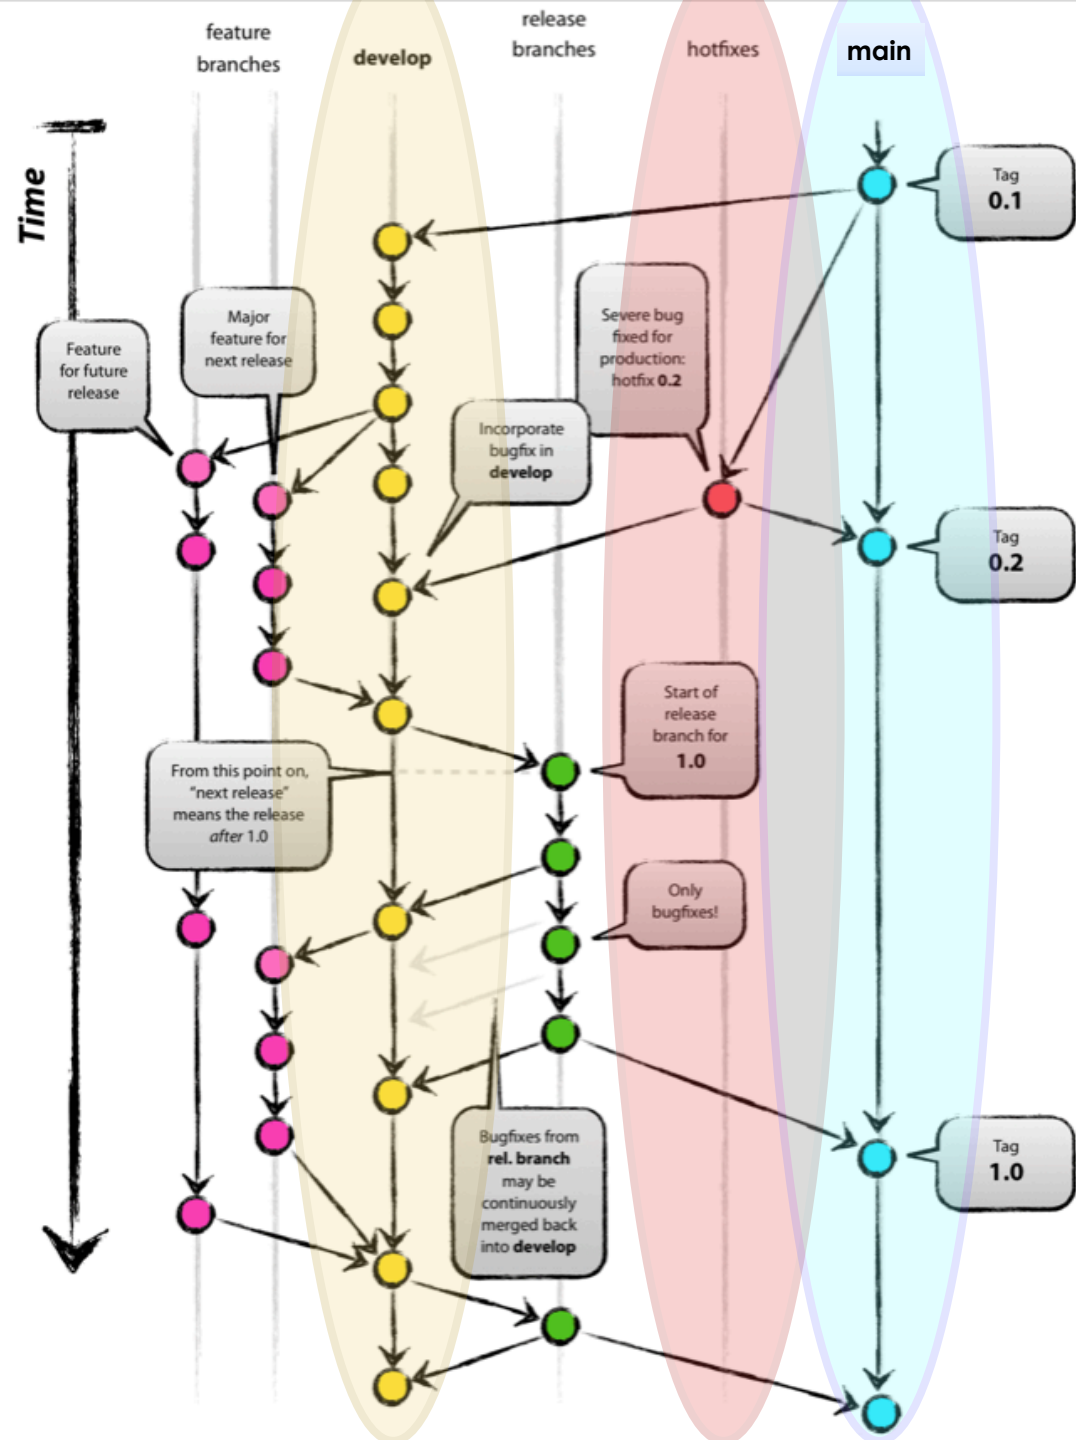 feature
branches
develop
release
branches
hotfixes
main
Time
Tag
0.1
Major
feature for
next release
Feature
for future
release
Severe bug
fixed for
production:
hotfix 0.2
Incorporate
bugfix in
develop
Tag
0.2
Start of
release
branch for
1.0
From this point on,
“next release”
means the release
after 1.0
Only
bugfixes!
Bugfixes from
rel. branch
may be
continuously
merged back
into develop
Tag
1.0